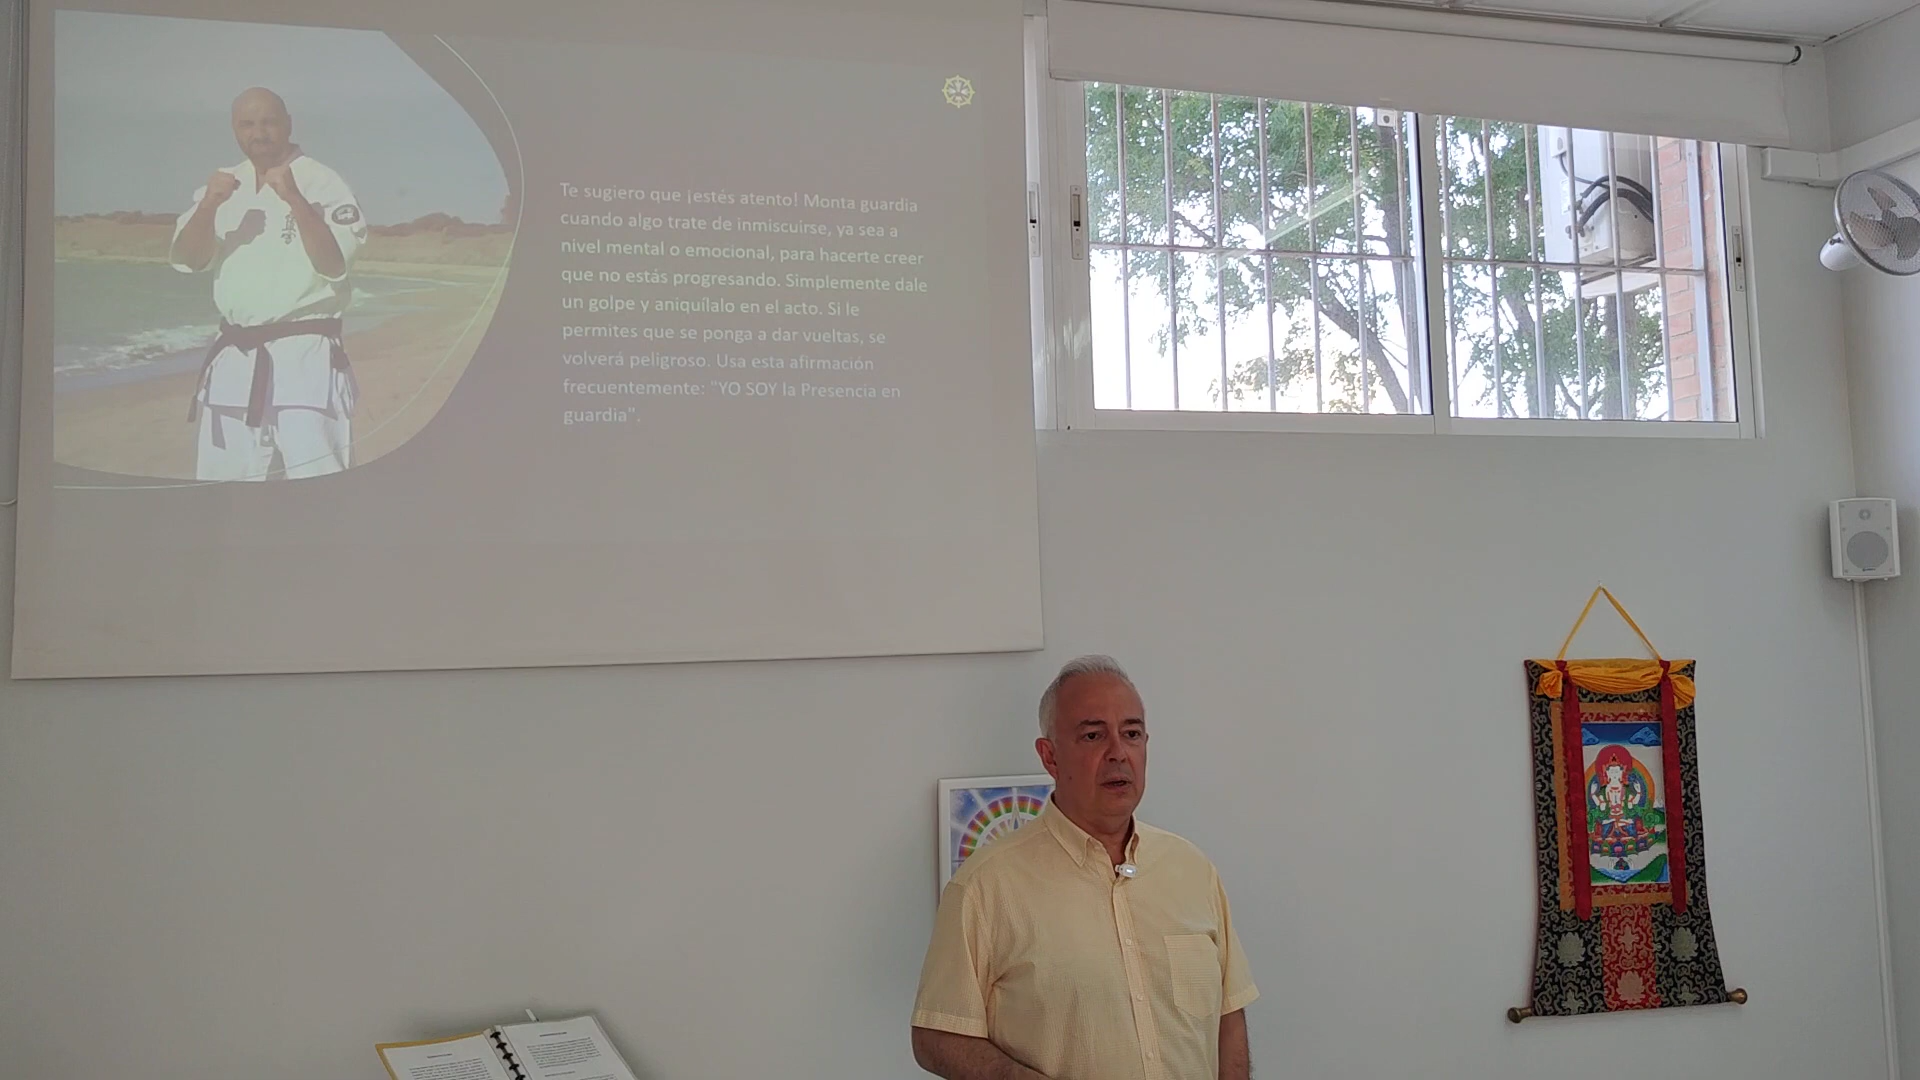 Te sugiero que ¡estés atento! Monta guardia
cuando algo trate de inmiscuirse, ya sea a
nivel mental o emocional, para hacerte creer
que no estás progresando. Simplemente dale
un golpe y aniquílalo en el acto. Si le
permites que se ponga a dar vueltas, se
volverá peligroso. Usa esta afirmación
frecuentemente: "YO SOY la Presencia en
guardia".